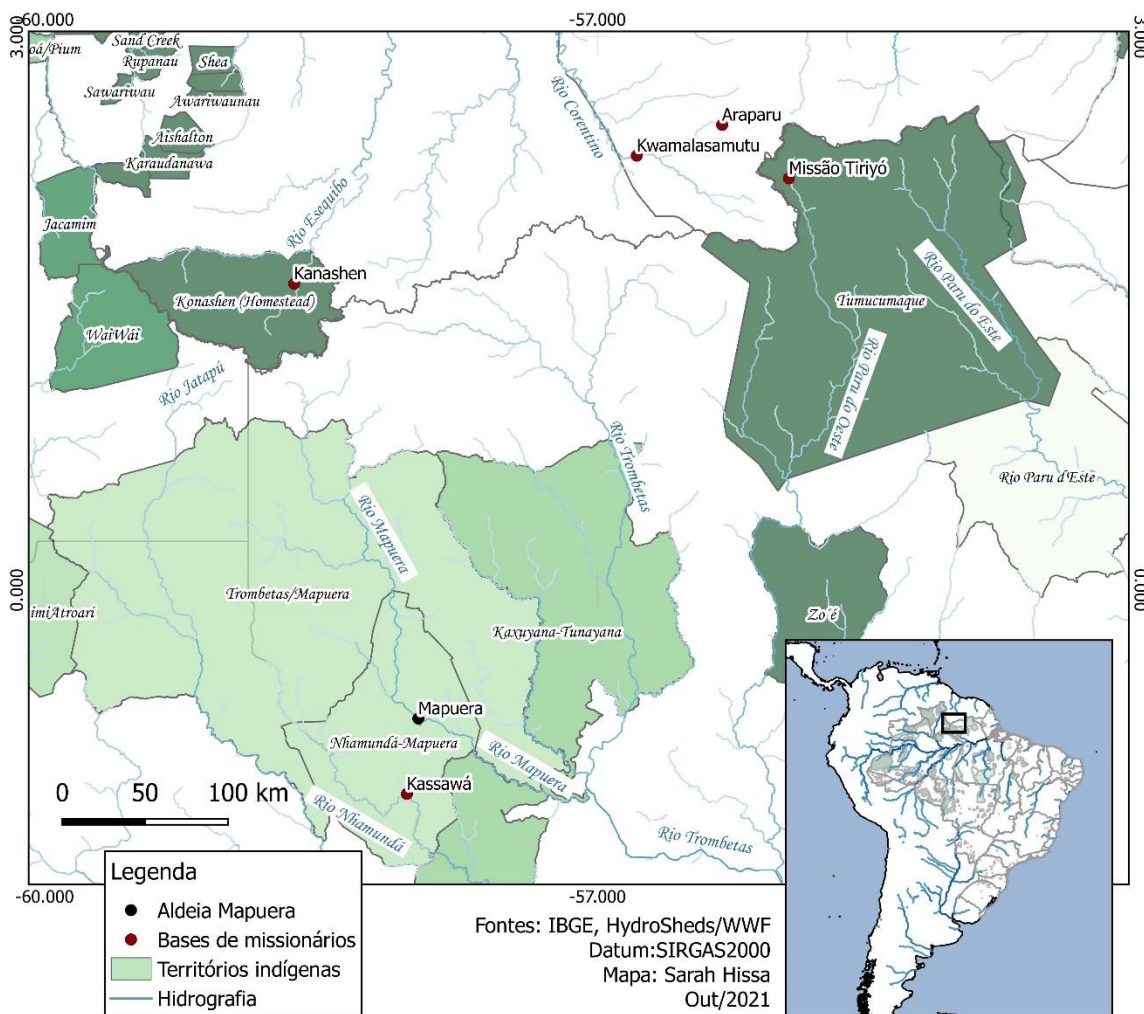 -60.000
-57.000
3.000
3.000
Sand Creek
oá/Pium
Rupanau
Shea
Sawariwau
Awariwaunau
Aishalton
Karaudanawa
Jacamim
WaiWái
Rio Esequibo
Kanashen
Konashen (Homestead)
Rio Jatapú
Rio Corentino
Araparu
Kwamalasamutu
Missão Tiriyó
Tumucumaque
Rio Paru do Este
Rio Paru do Oeste
Rio Paru d'Este
Rio Trombetas
Rio Mapuera
0.000
0.000
imiAtroari
Trombetas/Mapuera
Kaxuyana-Tunayana
Zo'é
Mapuera
Nhamundá-Mapuera
Rio Mapuera
Kassawá
Rio Nhamundá
Rio Trombetas
0 50 100 km
-60.000
-57.000
Legenda
Aldeia Mapuera
Bases de missionários
Territórios indígenas
Hidrografia
Fontes: IBGE, HydroSheds/WWF
Datum:SIRGAS2000
Mapa: Sarah Hissa
Out/2021